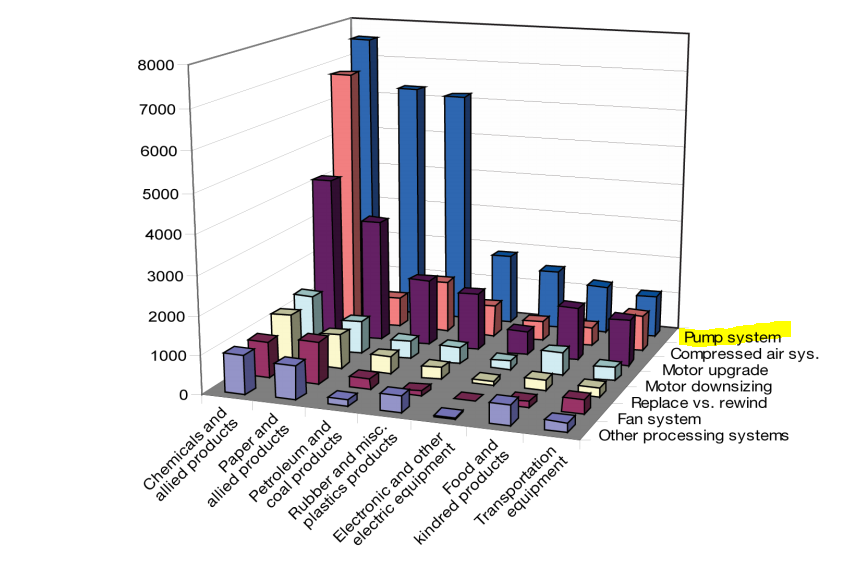 8000
7000
6000
5000
4000
3000
2000
1000
0
Pump system
Compressed air sys.
Motor upgrade
Motor downsizing
Replace vs. rewind
Fan system
Other processing systems
Chemicals and
allied products
Paper and
allied products
Petroleum and
coal products
Rubber and misc.
plastics products
Electronic and other
electric equipment
Food and
kindred products
Transportation
equipment